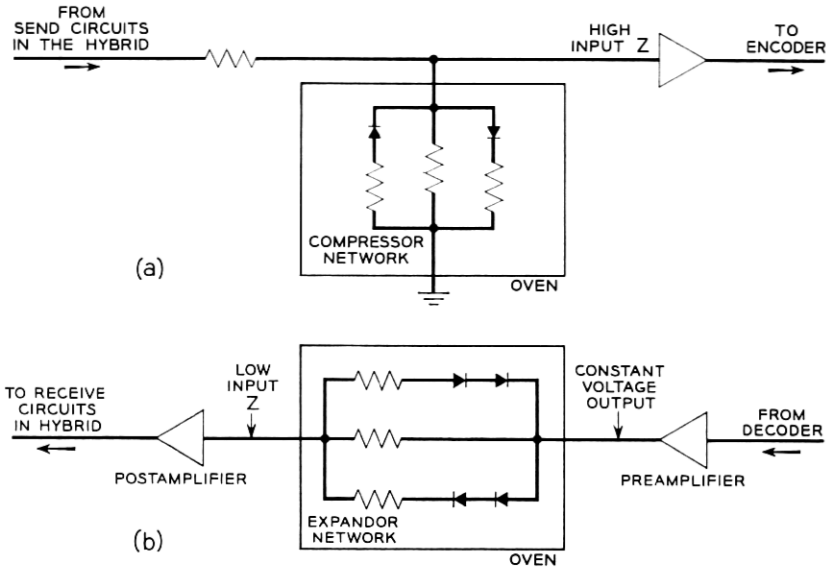 FROM
SEND CIRCUITS
IN THE HYBRID
HIGH
INPUT Z
TO
ENCODER
COMPRESSOR
NETWORK
OVEN
(a)
TO RECEIVE
CIRCUITS
IN HYBRID
LOW
INPUT
Z
CONSTANT
VOLTAGE
OUTPUT
FROM
DECODER
POSTAMPLIFIER
PREAMPLIFIER
EXPANDOR
NETWORK
OVEN
(b)